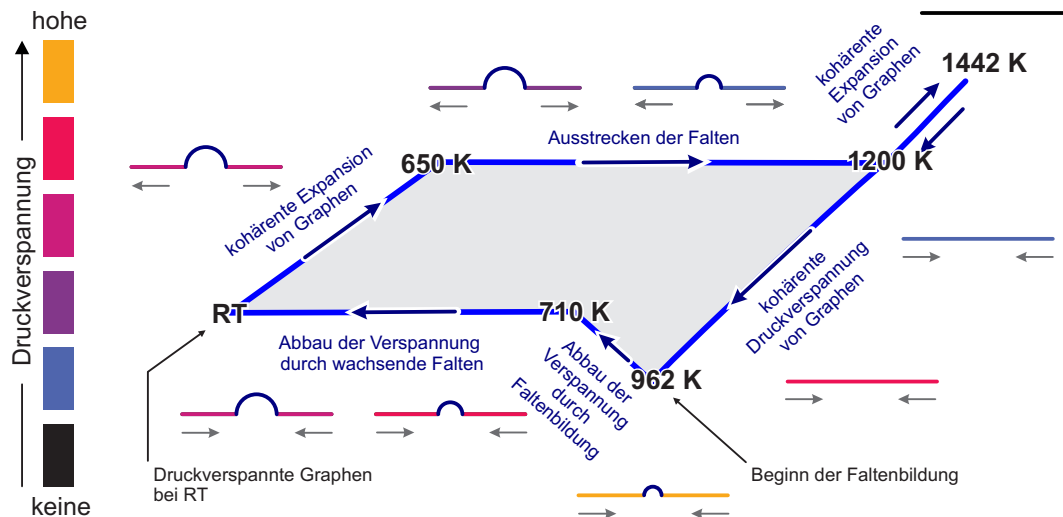 hohe
Druckverspannung
keine
kohärente
Expansion
von Graphen
1442 K
Ausstrecken der Falten
650 K
1200 K
kohärente Expansion
von Graphen
kohärente
Druckverspannung
von Graphen
RT
710 K
Abbau der Verspannung
durch wachsende Falten
Abbau der
Verspannung
durch
Faltenbildung
962 K
Druckverspannte Graphen
bei RT
Beginn der Faltenbildung